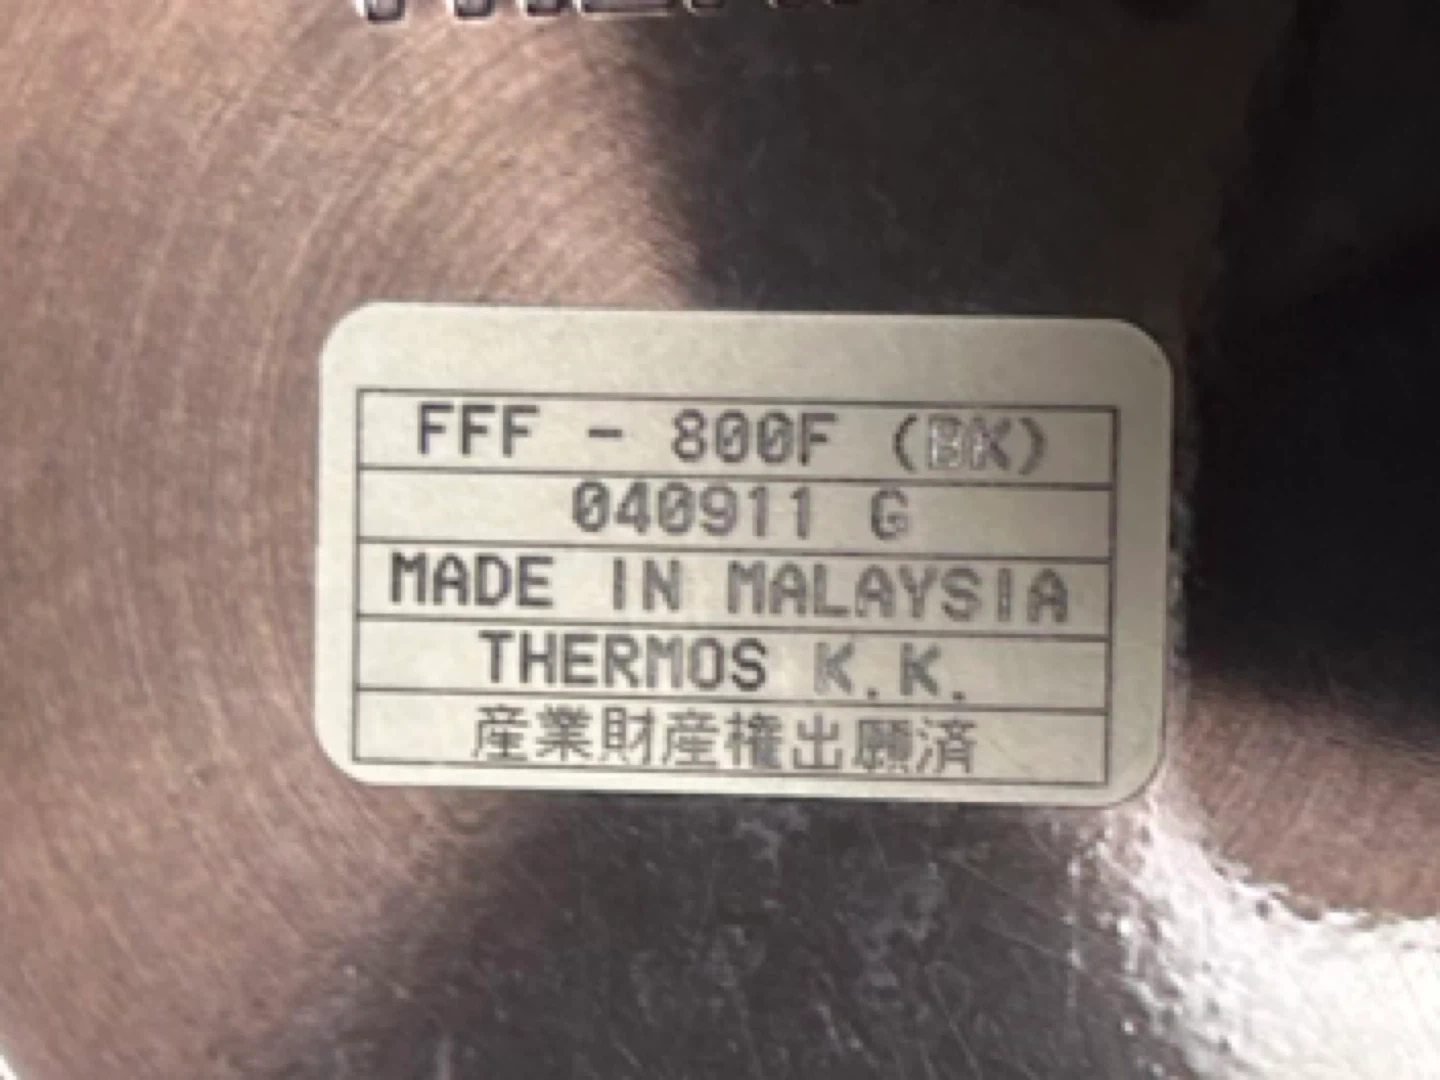 FFF - 800F (BK)
040911 G
MADE IN MALAYSIA
THERMOS K.K.
産業財産権出願済